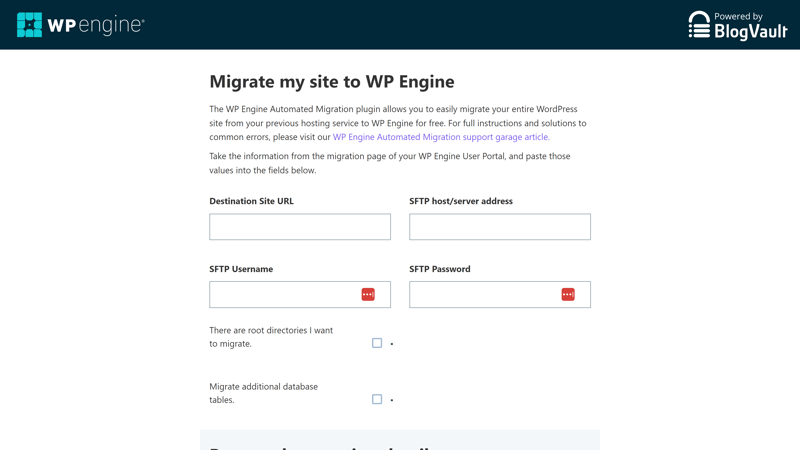 WPengine®
Powered by
BlogVault
Migrate my site to WP Engine
The WP Engine Automated Migration plugin allows you to easily migrate your entire WordPress
site from your previous hosting service to WP Engine for free. For full instructions and solutions to
common errors, please visit our WP Engine Automated Migration support garage article.
Take the information from the migration page of your WP Engine User Portal, and paste those
values into the fields below.
Destination Site URL
SFTP host/server address
SFTP Username
SFTP Password
There are root directories I want
to migrate.
Migrate additional database
tables.